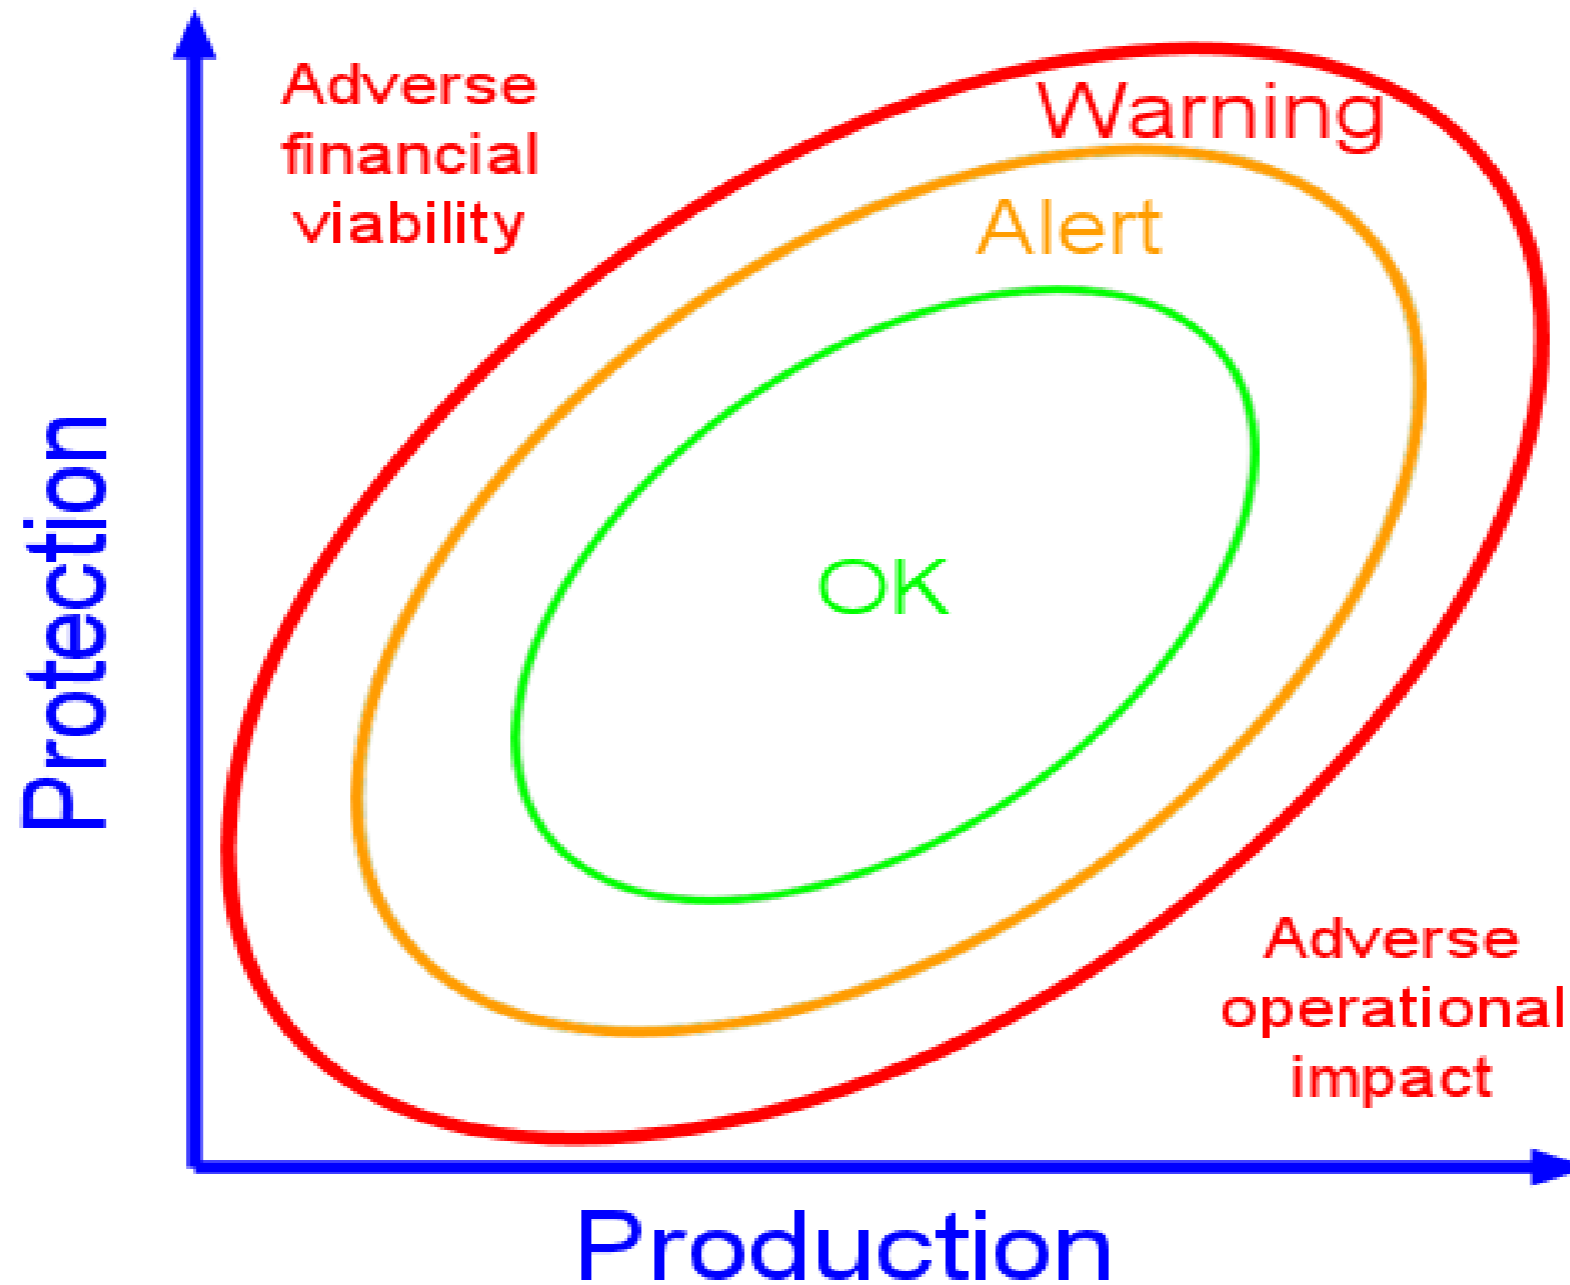 Adverse
financial
viability
Warning
Alert
OK
Protection
Adverse
operational
impact
Production